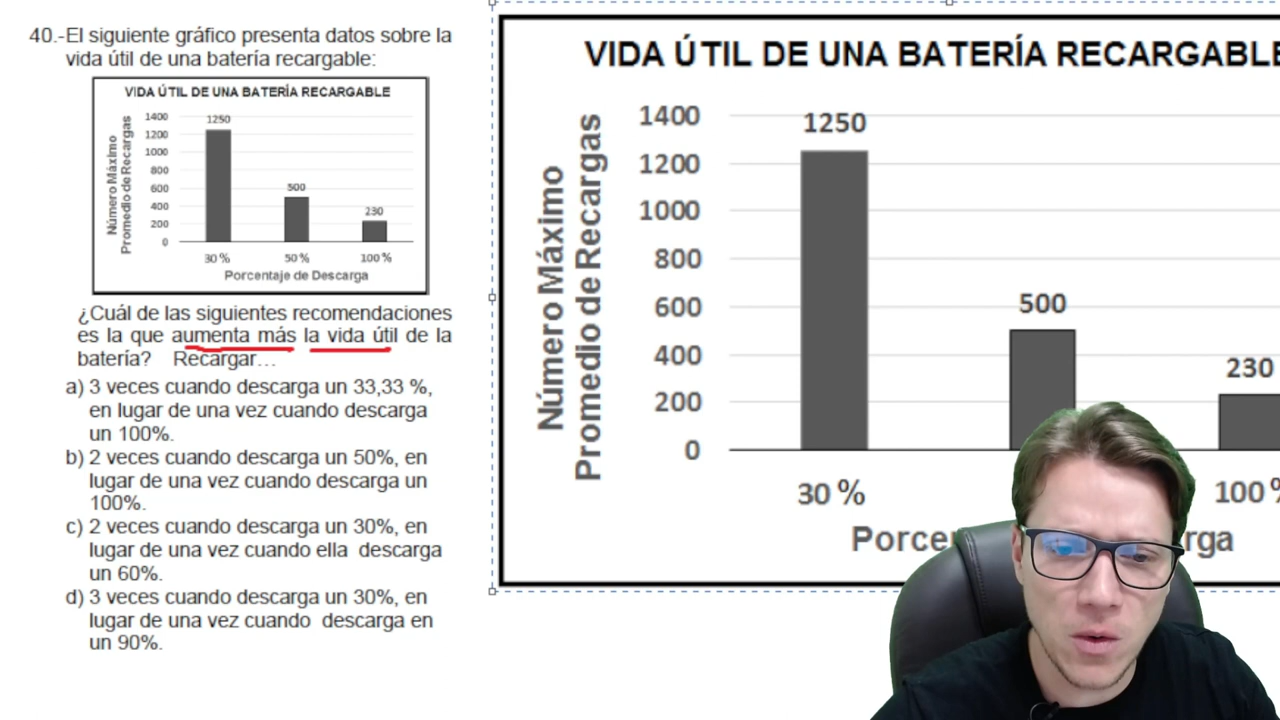 40.-El siguiente gráfico presenta datos sobre la
vida útil de una batería recargable:
VIDA ÚTIL DE UNA BATERÍA RECARGABLE
Número Máximo
Promedio de Recargas
1400
1200
1000
800
600
400
200
0
1250
500
230
30 %
50 %
100 %
Porcentaje de Descarga
¿Cuál de las siguientes recomendaciones
es la que aumenta más la vida útil de la
batería? Recargar...
a) 3 veces cuando descarga un 33,33 %,
en lugar de una vez cuando descarga
un 100%.
b) 2 veces cuando descarga un 50%, en
lugar de una vez cuando descarga un
100%.
c) 2 veces cuando descarga un 30%, en
lugar de una vez cuando ella descarga
un 60%.
d) 3 veces cuando descarga un 30%, en
lugar de una vez cuando descarga en
un 90%.
VIDA ÚTIL DE UNA BATERÍA RECARGABLE
Número Máximo
Promedio de Recargas
1400
1200
1000
800
600
400
200
0
1250
500
230
30 %
100 %